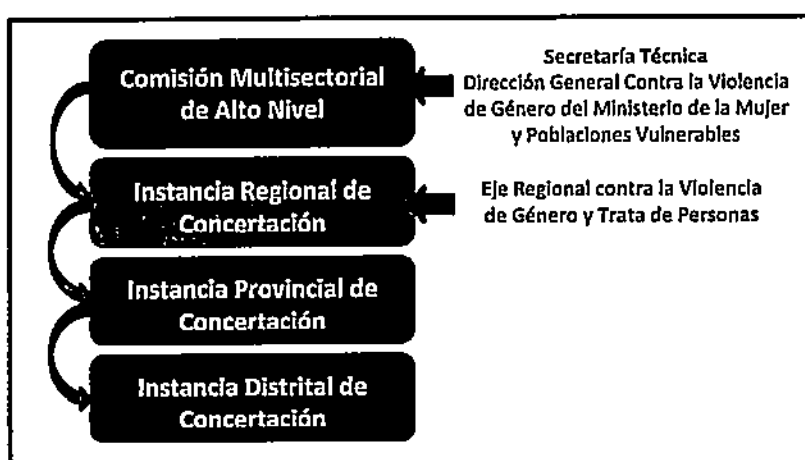 Comisión Multisectorial
de Alto Nivel
Secretaría Técnica
Dirección General Contra la Violencia
de Género del Ministerio de la Mujer
y Poblaciones Vulnerables
Instancia Regional de
Concertación
Eje Regional contra la Violencia
de Género y Trata de Personas
Instancia Provincial de
Concertación
Instancia Distrital de
Concertación